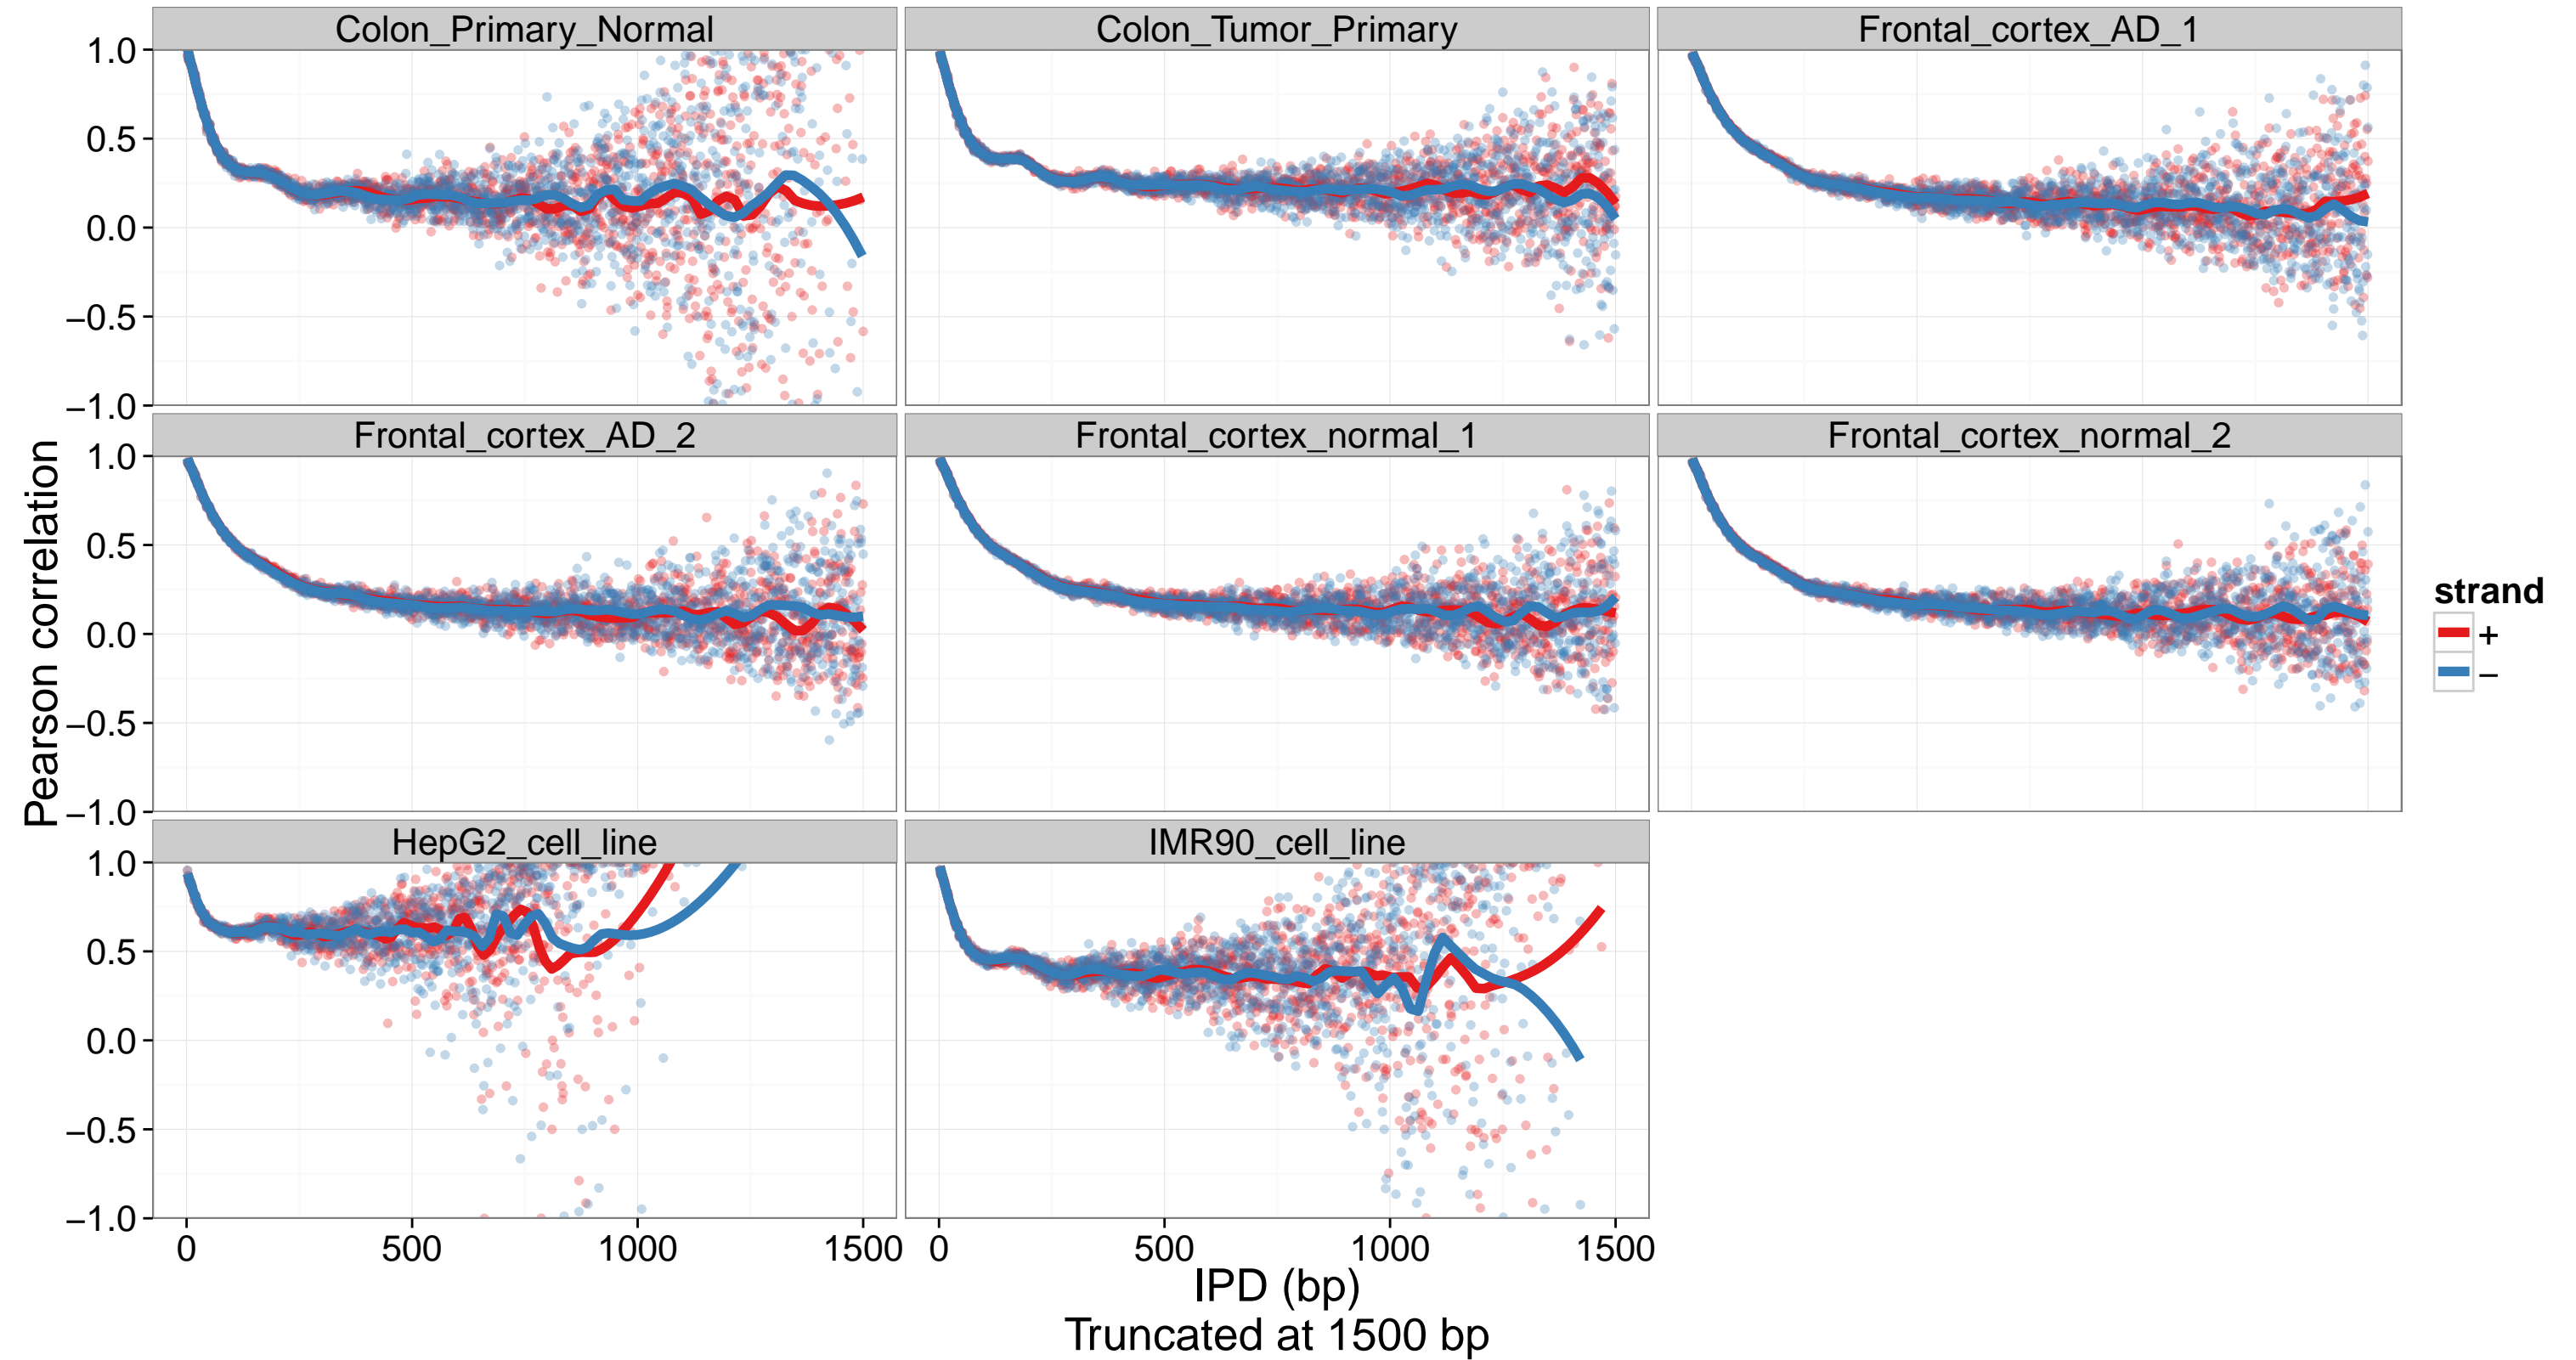 Colon_Primary_Normal
Colon_Tumor_Primary
Frontal_cortex_AD_1
1.0
0.5
0.0
−0.5
−1.0
Frontal_cortex_AD_2
Frontal_cortex_normal_1
Frontal_cortex_normal_2
1.0
0.5
0.0
−0.5
−1.0
Pearson correlation
strand
+
−
HepG2_cell_line
IMR90_cell_line
1.0
0.5
0.0
−0.5
−1.0
0 500 1000 1500 0 500 1000 1500
IPD (bp)
Truncated at 1500 bp